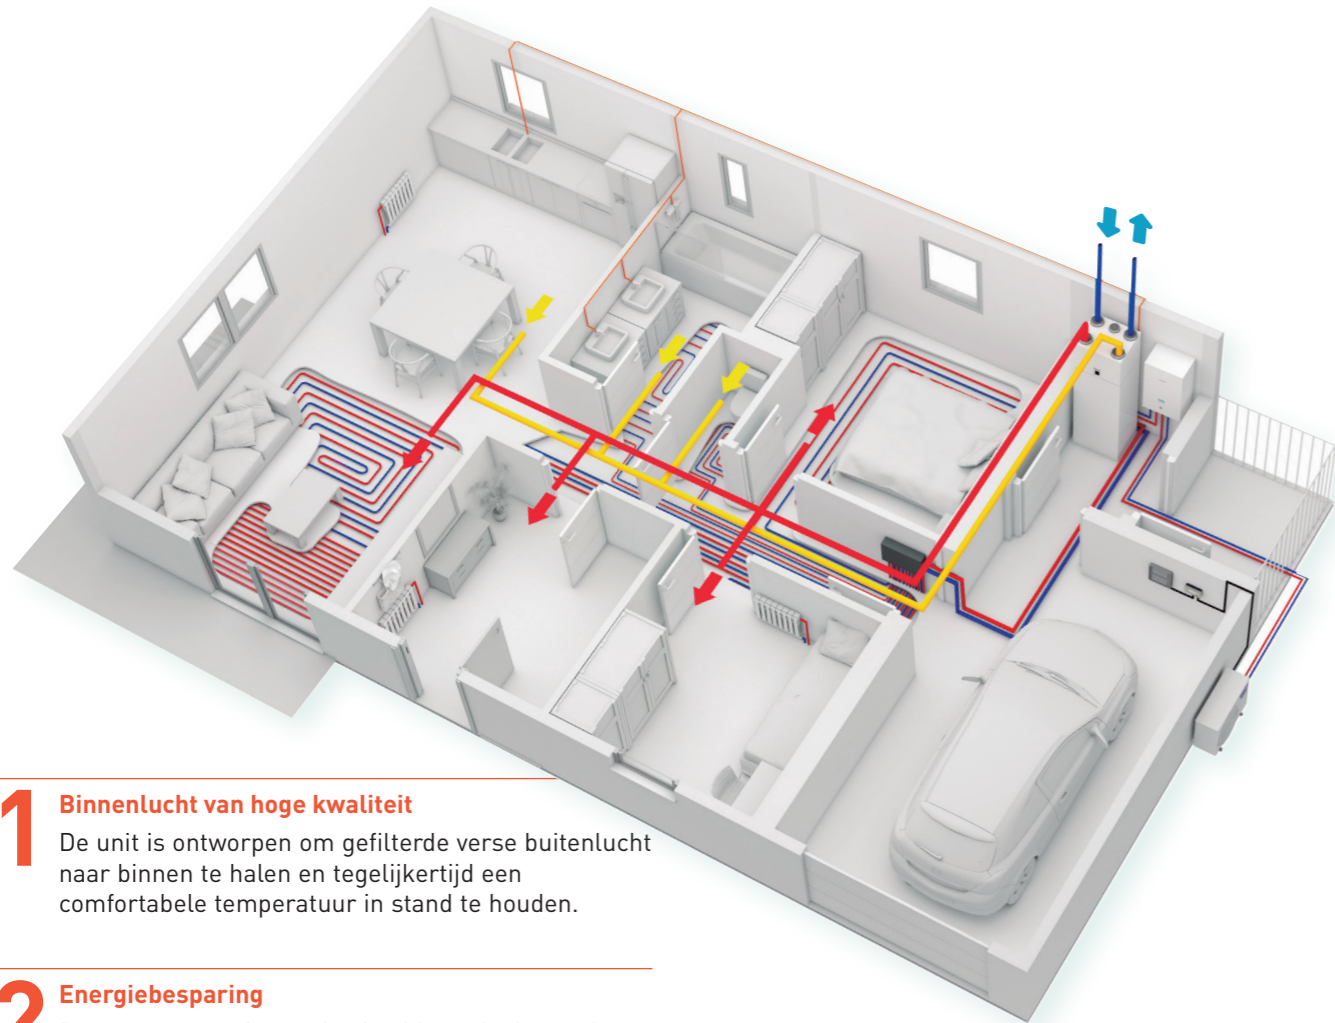 1
Binnenlucht van hoge kwaliteit
De unit is ontworpen om gefilterde verse buitenlucht
naar binnen te halen en tegelijkertijd een
comfortabele temperatuur in stand te houden.
2
Energiebesparing